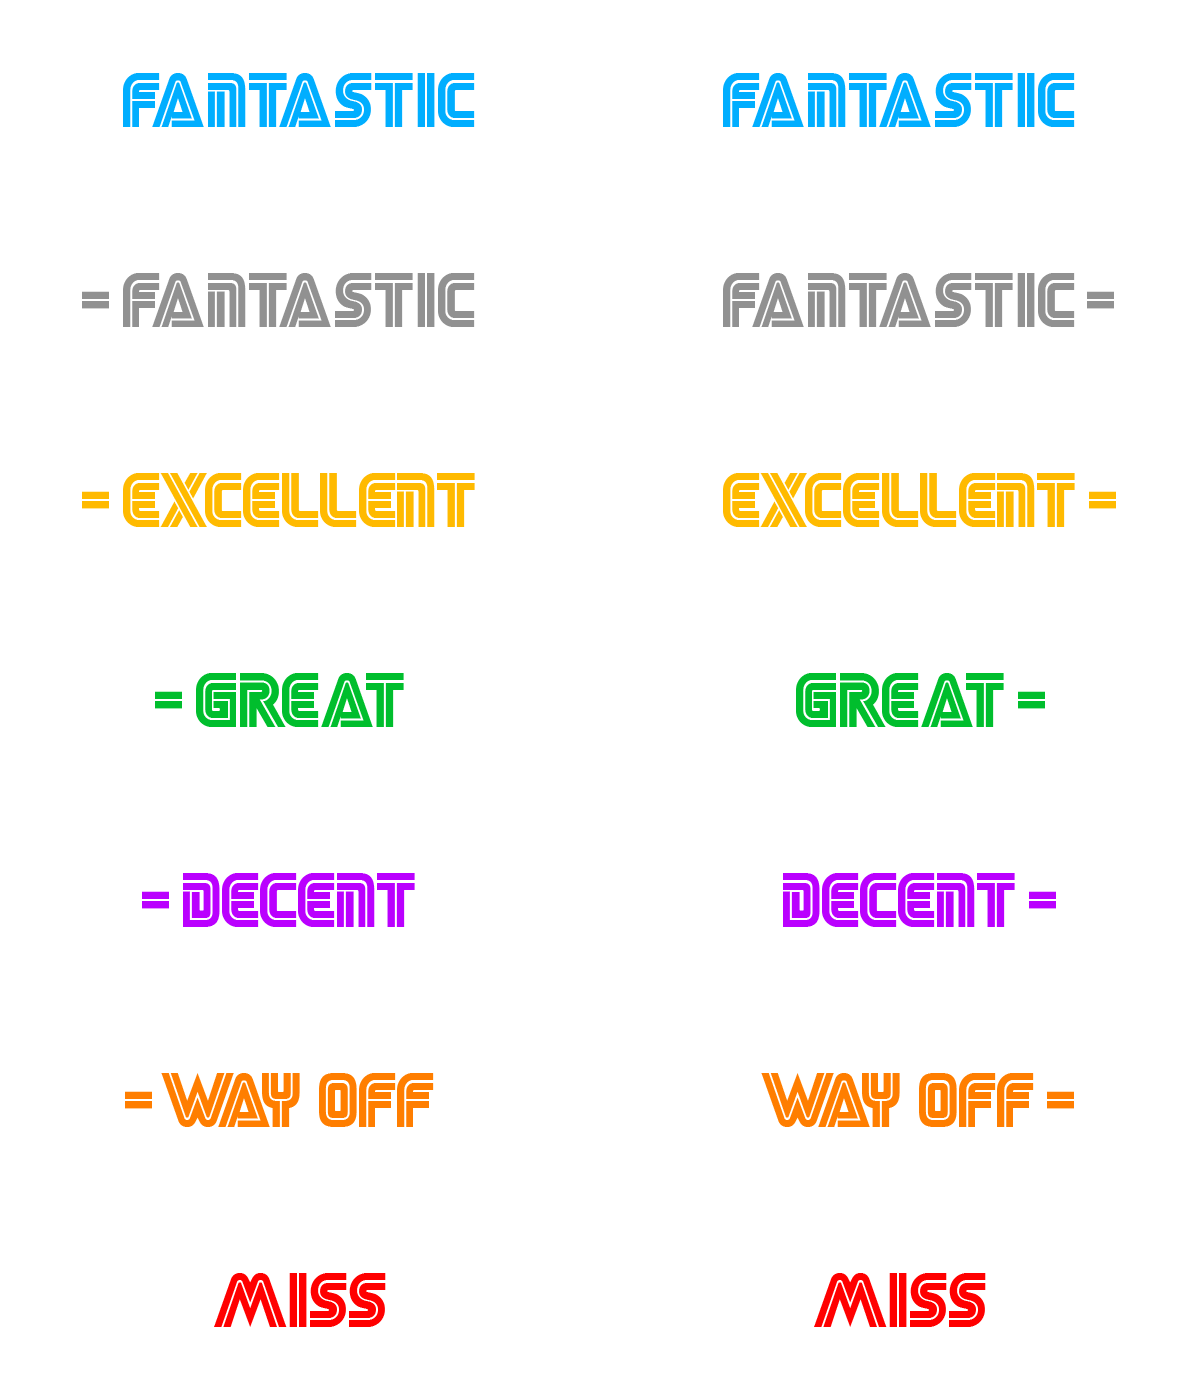 FANTASTIC FANTASTIC
- FANTASTIC FANTASTIC -
- EXCELLENT EXCELLENT -
- GREAT GREAT -
- DECENT DECENT -
- WAY OFF WAY OFF -
MISS MISS